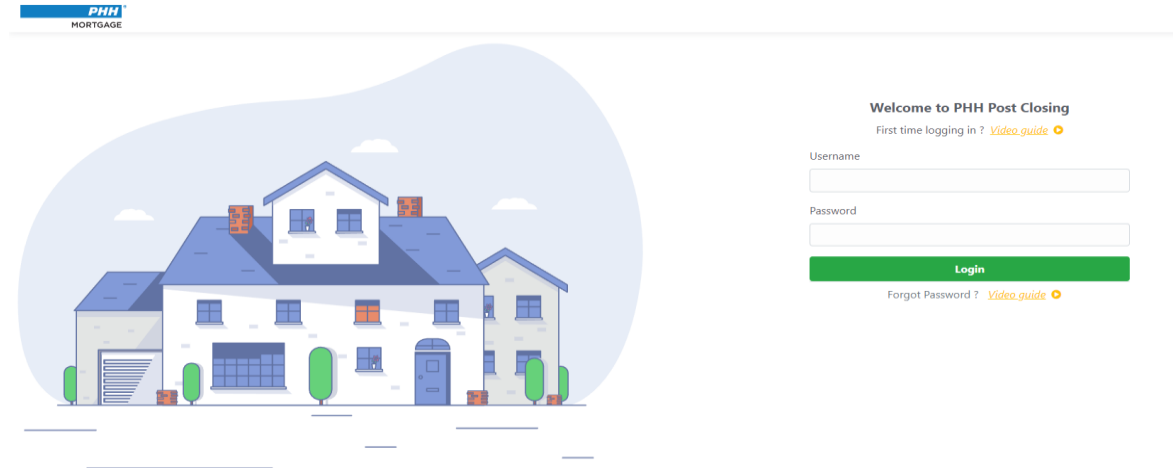 PHH
MORTGAGE
Welcome to PHH Post Closing
First time logging in ? Video guide
Username
Password
Login
Forgot Password ? Video guide